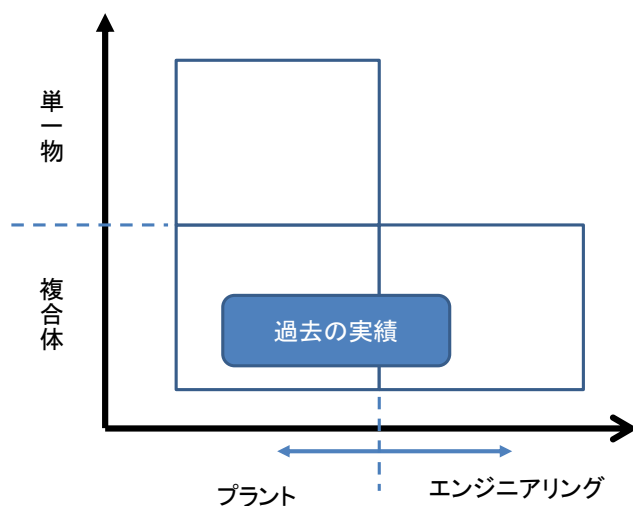 単一物
複合体
過去の実績
プラント
エンジニアリング